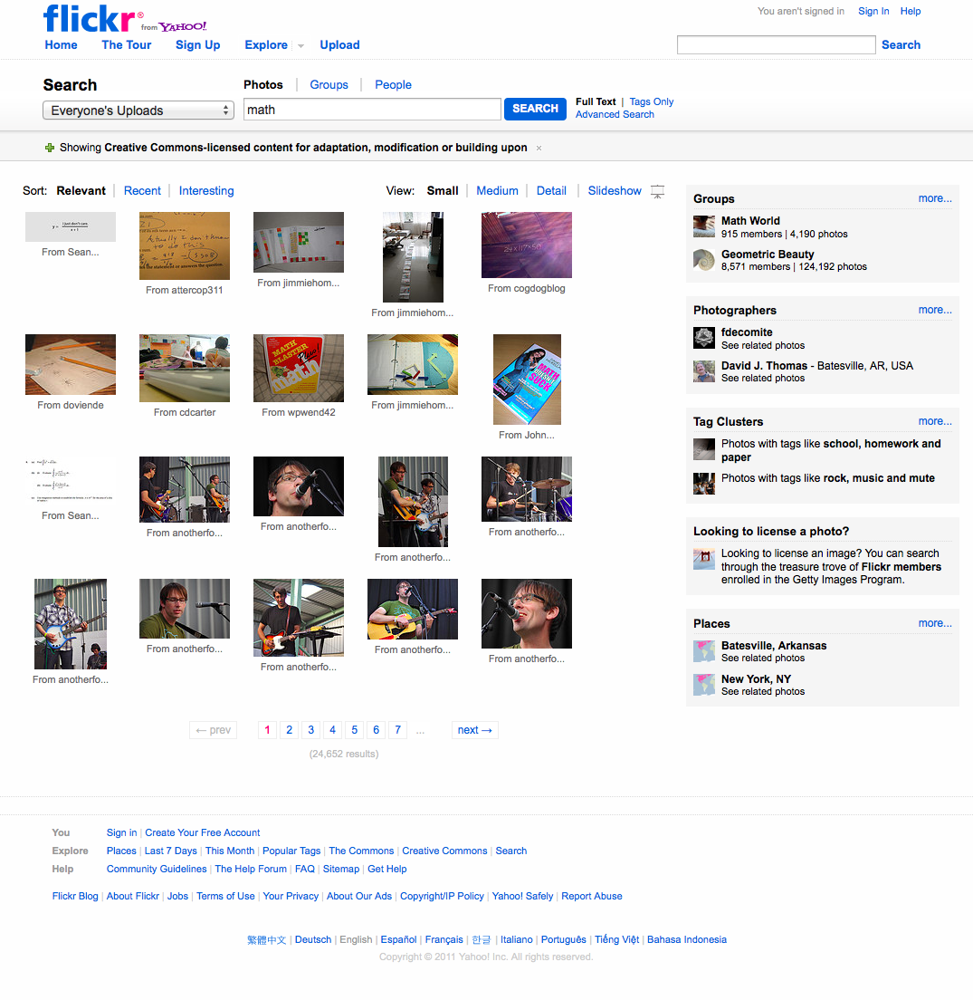 flickr® from YAHOO!
You aren't signed in Sign In Help
Home The Tour Sign Up Explore Upload Search
Search
Photos | Groups | People
Everyone's Uploads math SEARCH
Full Text | Tags Only
Advanced Search
Showing Creative Commons-licensed content for adaptation, modification or building upon ×
Sort: Relevant | Recent | Interesting View: Small | Medium | Detail | Slideshow
From Sean...
From attercop311
From jimmiehom...
From jimmiehom...
From cogdogblog
From doviende
From cdcarter
MATH
BLASTER
Plus!
math
From wpwend42
From jimmiehom...
MATH
SUCK
From John...
From Sean...
From anotherfo...
From anotherfo...
From anotherfo...
From anotherfo...
From anotherfo...
From anotherfo...
From anotherfo...
From anotherfo...
From anotherfo...
← prev 1 2 3 4 5 6 7 ... next →
(24,652 results)
Groups more...
Math World
915 members | 4,190 photos
Geometric Beauty
8,571 members | 124,192 photos
Photographers more...
fdecomite
See related photos
David J. Thomas - Batesville, AR, USA
See related photos
Tag Clusters more...
Photos with tags like school, homework and
paper
Photos with tags like rock, music and mute
Looking to license a photo?
Looking to license an image? You can search
through the treasure trove of Flickr members
enrolled in the Getty Images Program.
Places more...
Batesville, Arkansas
See related photos
New York, NY
See related photos
You Sign in | Create Your Free Account
Explore Places | Last 7 Days | This Month | Popular Tags | The Commons | Creative Commons | Search
Help Community Guidelines | The Help Forum | FAQ | Sitemap | Get Help
Flickr Blog | About Flickr | Jobs | Terms of Use | Your Privacy | About Our Ads | Copyright/IP Policy | Yahoo! Safely | Report Abuse
繁體中文 | Deutsch | English | Español | Français | 한글 | Italiano | Português | Tiếng Việt | Bahasa Indonesia
Copyright © 2011 Yahoo! Inc. All rights reserved.